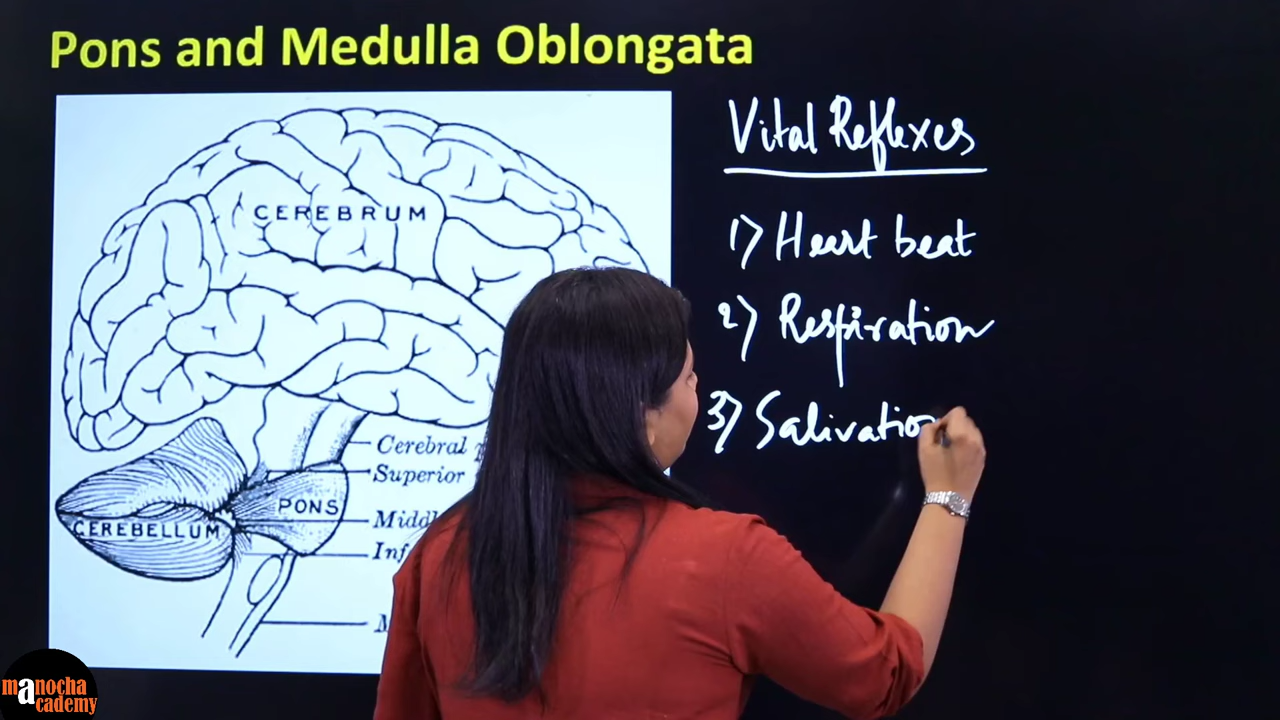 Pons and Medulla Oblongata
Vital Reflexes
1) Heart beat
2) Respiration
3) Salivation
CEREBRUM
Cerebral
Superior
PONS
CEREBELLUM
manocha
academy